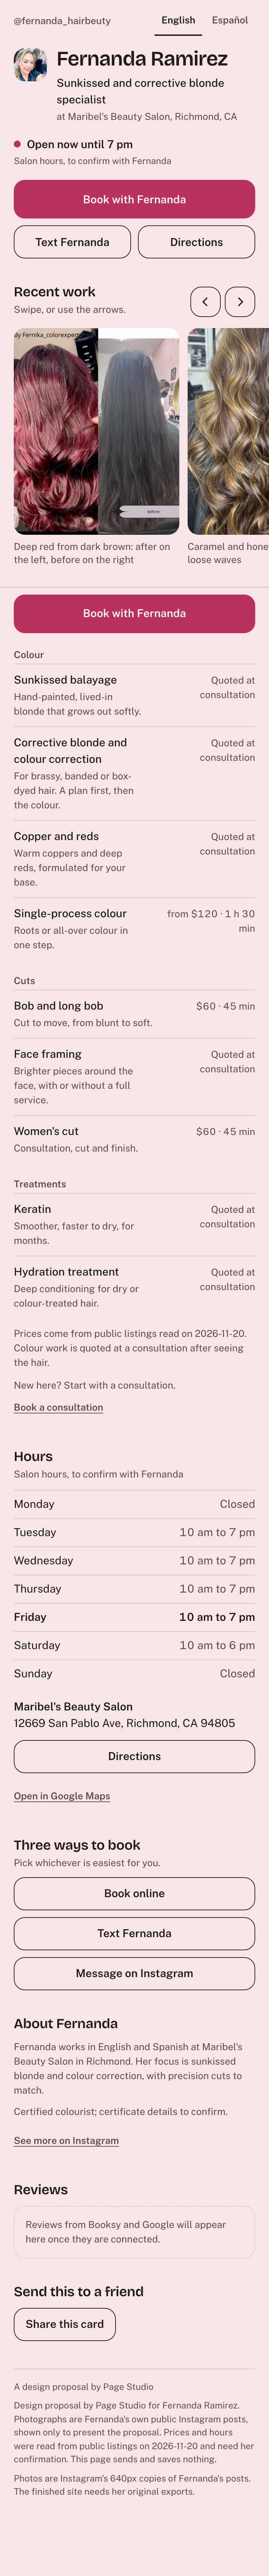 @fernanda_hairbeuty
English
Español
Fernanda Ramirez
Sunkissed and corrective blonde
specialist
at Maribel's Beauty Salon, Richmond, CA
Open now until 7 pm
Salon hours, to confirm with Fernanda
Book with Fernanda
Text Fernanda
Directions
Recent work
Swipe, or use the arrows.
before
Deep red from dark brown: after on
the left, before on the right
Caramel and
loose waves
Book with Fernanda
Colour
Sunkissed balayage
Quoted at
consultation
Hand-painted, lived-in
blonde that grows out softly.
Corrective blonde and
colour correction
Quoted at
consultation
For brassy, banded or box-
dyed hair. A plan first, then
the colour.
Copper and reds
Quoted at
consultation
Warm coppers and deep
reds, formulated for your
base.
Single-process colour
from $120 · 1 h 30
min
Roots or all-over colour in
one step.
Cuts
Bob and long bob
$60 · 45 min
Cut to move, from blunt to soft.
Face framing
Quoted at
consultation
Brighter pieces around the
face, with or without a full
service.
Women's cut
$60 · 45 min
Consultation, cut and finish.
Treatments
Keratin
Quoted at
consultation
Smoother, faster to dry, for
months.
Hydration treatment
Quoted at
consultation
Deep conditioning for dry or
colour-treated hair.
Prices come from public listings read on 2026-11-20.
Colour work is quoted at a consultation after seeing
the hair.
New here? Start with a consultation.
Book a consultation
Hours
Salon hours, to confirm with Fernanda
Monday Closed
Tuesday 10 am to 7 pm
Wednesday 10 am to 7 pm
Thursday 10 am to 7 pm
Friday 10 am to 7 pm
Saturday 10 am to 6 pm
Sunday Closed
Maribel's Beauty Salon
12669 San Pablo Ave, Richmond, CA 94805
Directions
Open in Google Maps
Three ways to book
Pick whichever is easiest for you.
Book online
Text Fernanda
Message on Instagram
About Fernanda
Fernanda works in English and Spanish at Maribel's
Beauty Salon in Richmond. Her focus is sunkissed
blonde and colour correction, with precision cuts to
match.
Certified colourist; certificate details to confirm.
See more on Instagram
Reviews
Reviews from Booksy and Google will appear
here once they are connected.
Send this to a friend
Share this card
A design proposal by Page Studio
Design proposal by Page Studio for Fernanda Ramirez.
Photographs are Fernanda's own public Instagram posts,
shown only to present the proposal. Prices and hours
were read from public listings on 2026-11-20 and need her
confirmation. This page sends and saves nothing.
Photos are Instagram's 640px copies of Fernanda's posts.
The finished site needs her original exports.